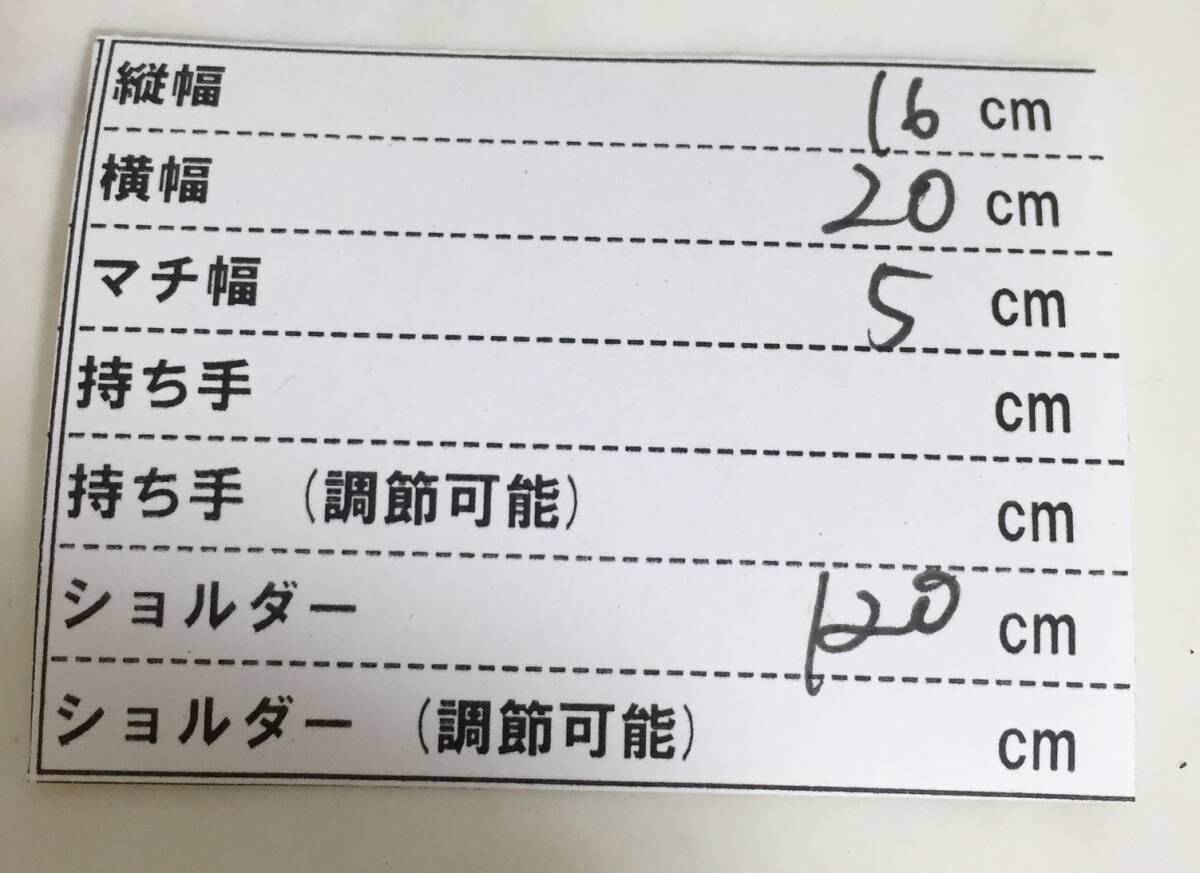 縦幅 16 cm
横幅 20 cm
マチ幅 5 cm
持ち手 cm
持ち手 (調節可能) cm
ショルダー 120 cm
ショルダー (調節可能) cm